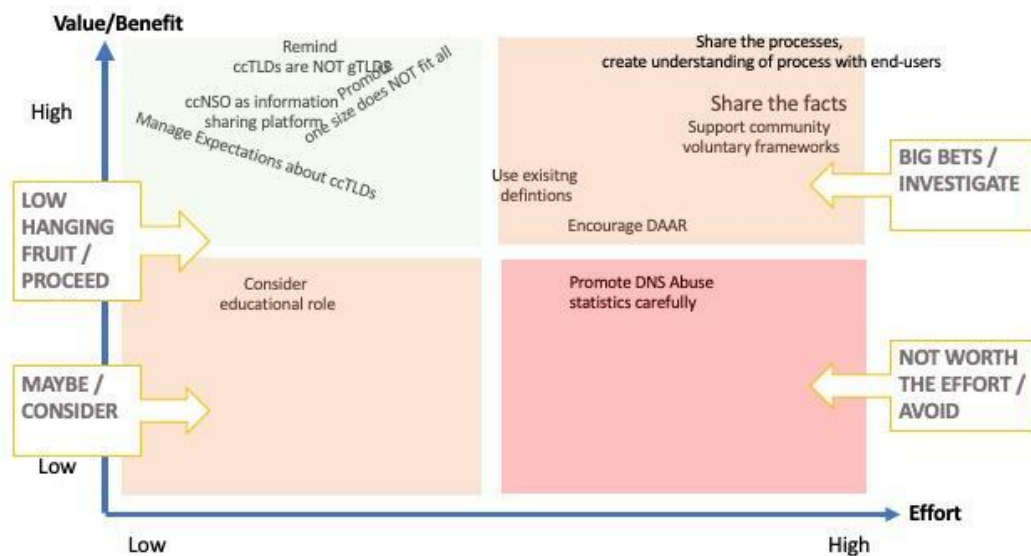 Value/Benefit
High
Remind
ccTLDs are NOT gTLDs
Promote
one size does NOT fit all
ccNSO as information
sharing platform
Manage Expectations about ccTLDs
Share the processes,
create understanding of process with end-users
Share the facts
Support community
voluntary frameworks
Use exisitng
defintions
Encourage DAAR
LOW
HANGING
FRUIT /
PROCEED
BIG BETS /
INVESTIGATE
Consider
educational role
Promote DNS Abuse
statistics carefully
MAYBE /
CONSIDER
NOT WORTH
THE EFFORT /
AVOID
Low
Effort
Low
High